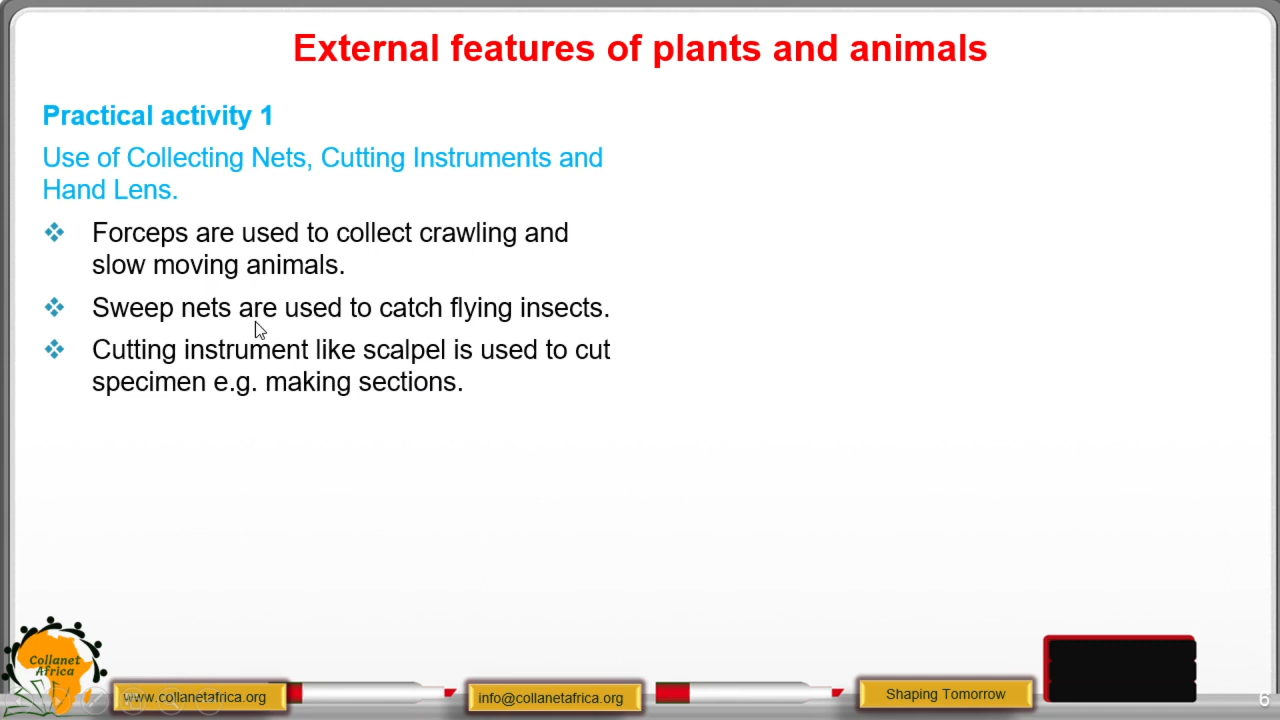 External features of plants and animals
Practical activity 1
Use of Collecting Nets, Cutting Instruments and
Hand Lens.
❖ Forceps are used to collect crawling and
slow moving animals.
❖ Sweep nets are used to catch flying insects.
❖ Cutting instrument like scalpel is used to cut
specimen e.g. making sections.
Collanet
Africa
www.collanetafrica.org
info@collanetafrica.org
Shaping Tomorrow
6